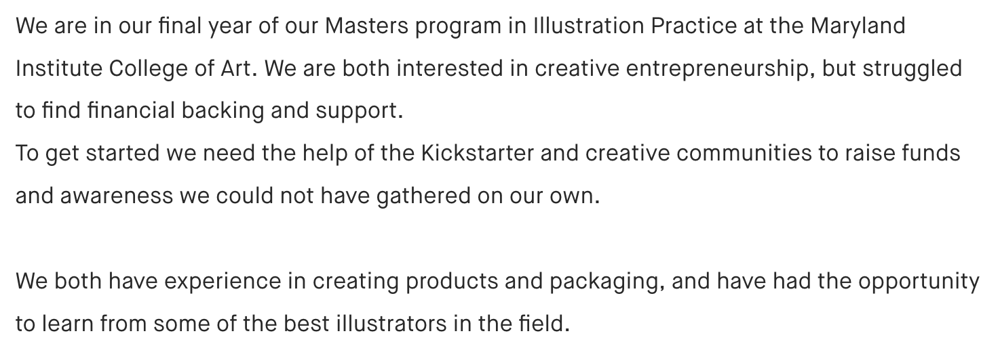 We are in our final year of our Masters program in Illustration Practice at the Maryland
Institute College of Art. We are both interested in creative entrepreneurship, but struggled
to find financial backing and support.
To get started we need the help of the Kickstarter and creative communities to raise funds
and awareness we could not have gathered on our own.
We both have experience in creating products and packaging, and have had the opportunity
to learn from some of the best illustrators in the field.